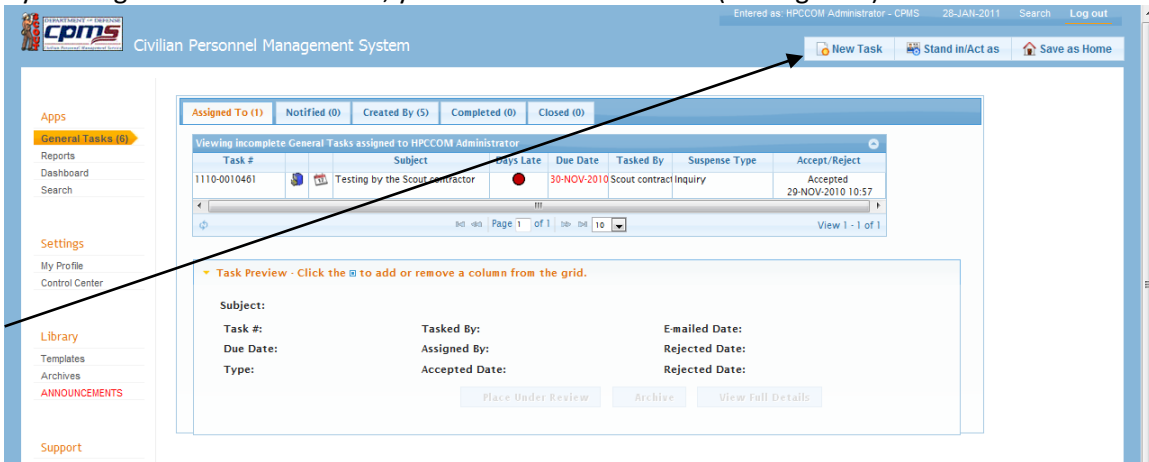 DEPARTMENT OF DEFENSE
cpms
Civilian Personnel Management Service
Civilian Personnel Management System
Entered as: HPCCOM Administrator - CPMS 28-JAN-2011 Search Log out
New Task Stand in/Act as Save as Home
Apps
General Tasks (6)
Reports
Dashboard
Search
Settings
My Profile
Control Center
Library
Templates
Archives
ANNOUNCEMENTS
Support
Assigned To (1) Notified (0) Created By (5) Completed (0) Closed (0)
Viewing incomplete General Tasks assigned to HPCCOM Administrator
Task # Subject Days Late Due Date Tasked By Suspense Type Accept/Reject
1110-0010461 Testing by the Scout contractor 30-NOV-2010 Scout contract Inquiry Accepted
29-NOV-2010 10:57
Page 1 of 1 10 View 1 - 1 of 1
Task Preview - Click the to add or remove a column from the grid.
Subject:
Task #: Tasked By: E-mailed Date:
Due Date: Assigned By: Rejected Date:
Type: Accepted Date: Rejected Date:
Place Under Review Archive View Full Details